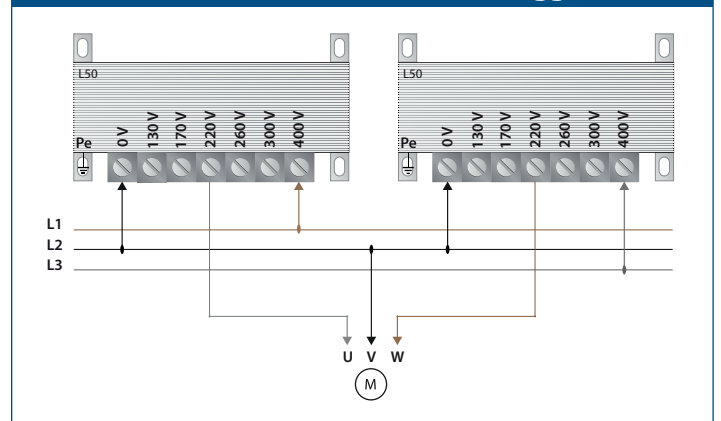 L50
Pe
0 V
130 V
170 V
220 V
260 V
300 V
400 V
L50
Pe
0 V
130 V
170 V
220 V
260 V
300 V
400 V
L1
L2
L3
U V W
M